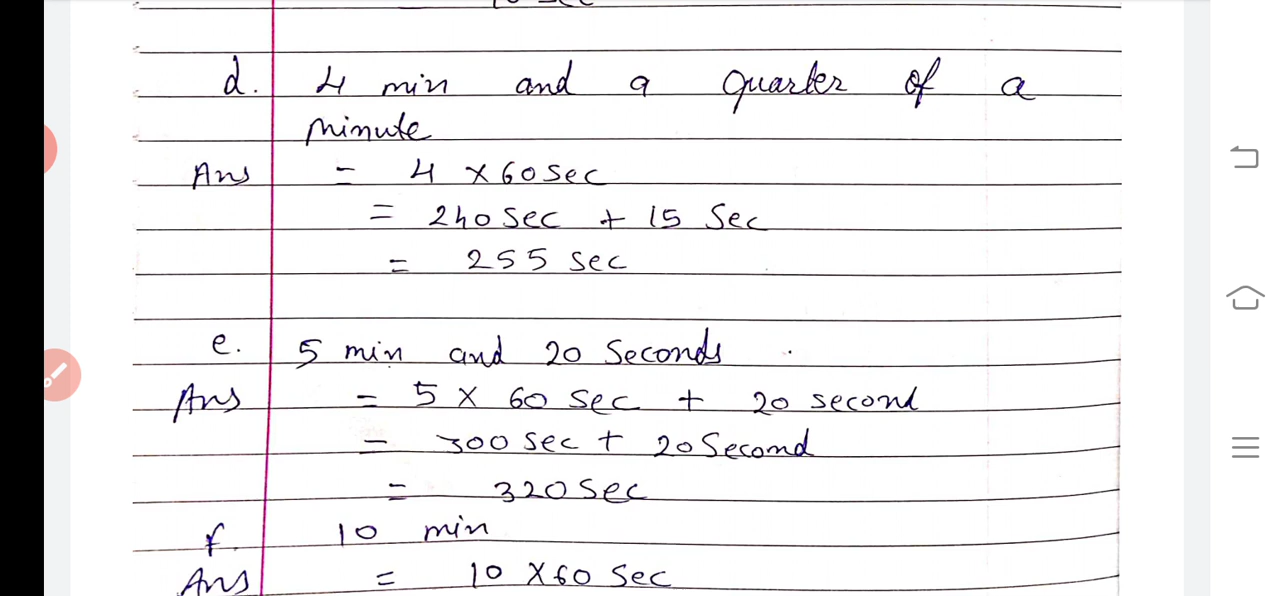 d. 4 min and a quarter of a
minute
Ans = 4 × 60 sec
= 240 sec + 15 Sec
= 255 sec
e. 5 min and 20 Seconds.
Ans = 5 × 60 sec + 20 second
= 300 sec + 20 Second
= 320 sec
f. 10 min
Ans = 10 × 60 Sec